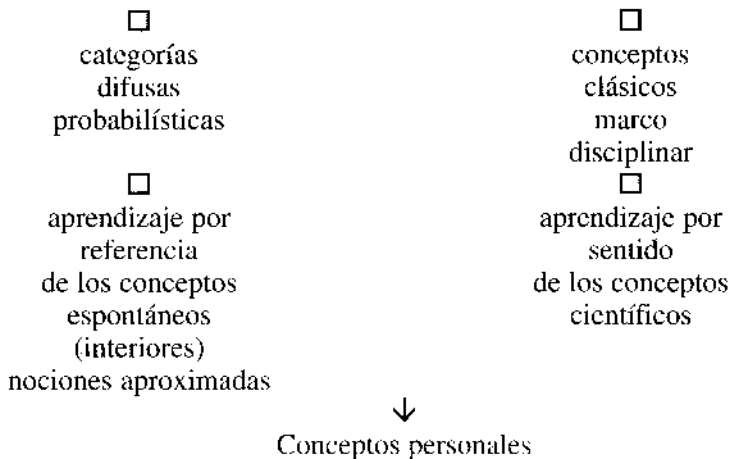 □
categorías
difusas
probabilísticas
□
aprendizaje por
referencia
de los conceptos
espontáneos
(interiores)
nociones aproximadas
□
conceptos
clásicos
marco
disciplinar
□
aprendizaje por
sentido
de los conceptos
científicos
↓
Conceptos personales